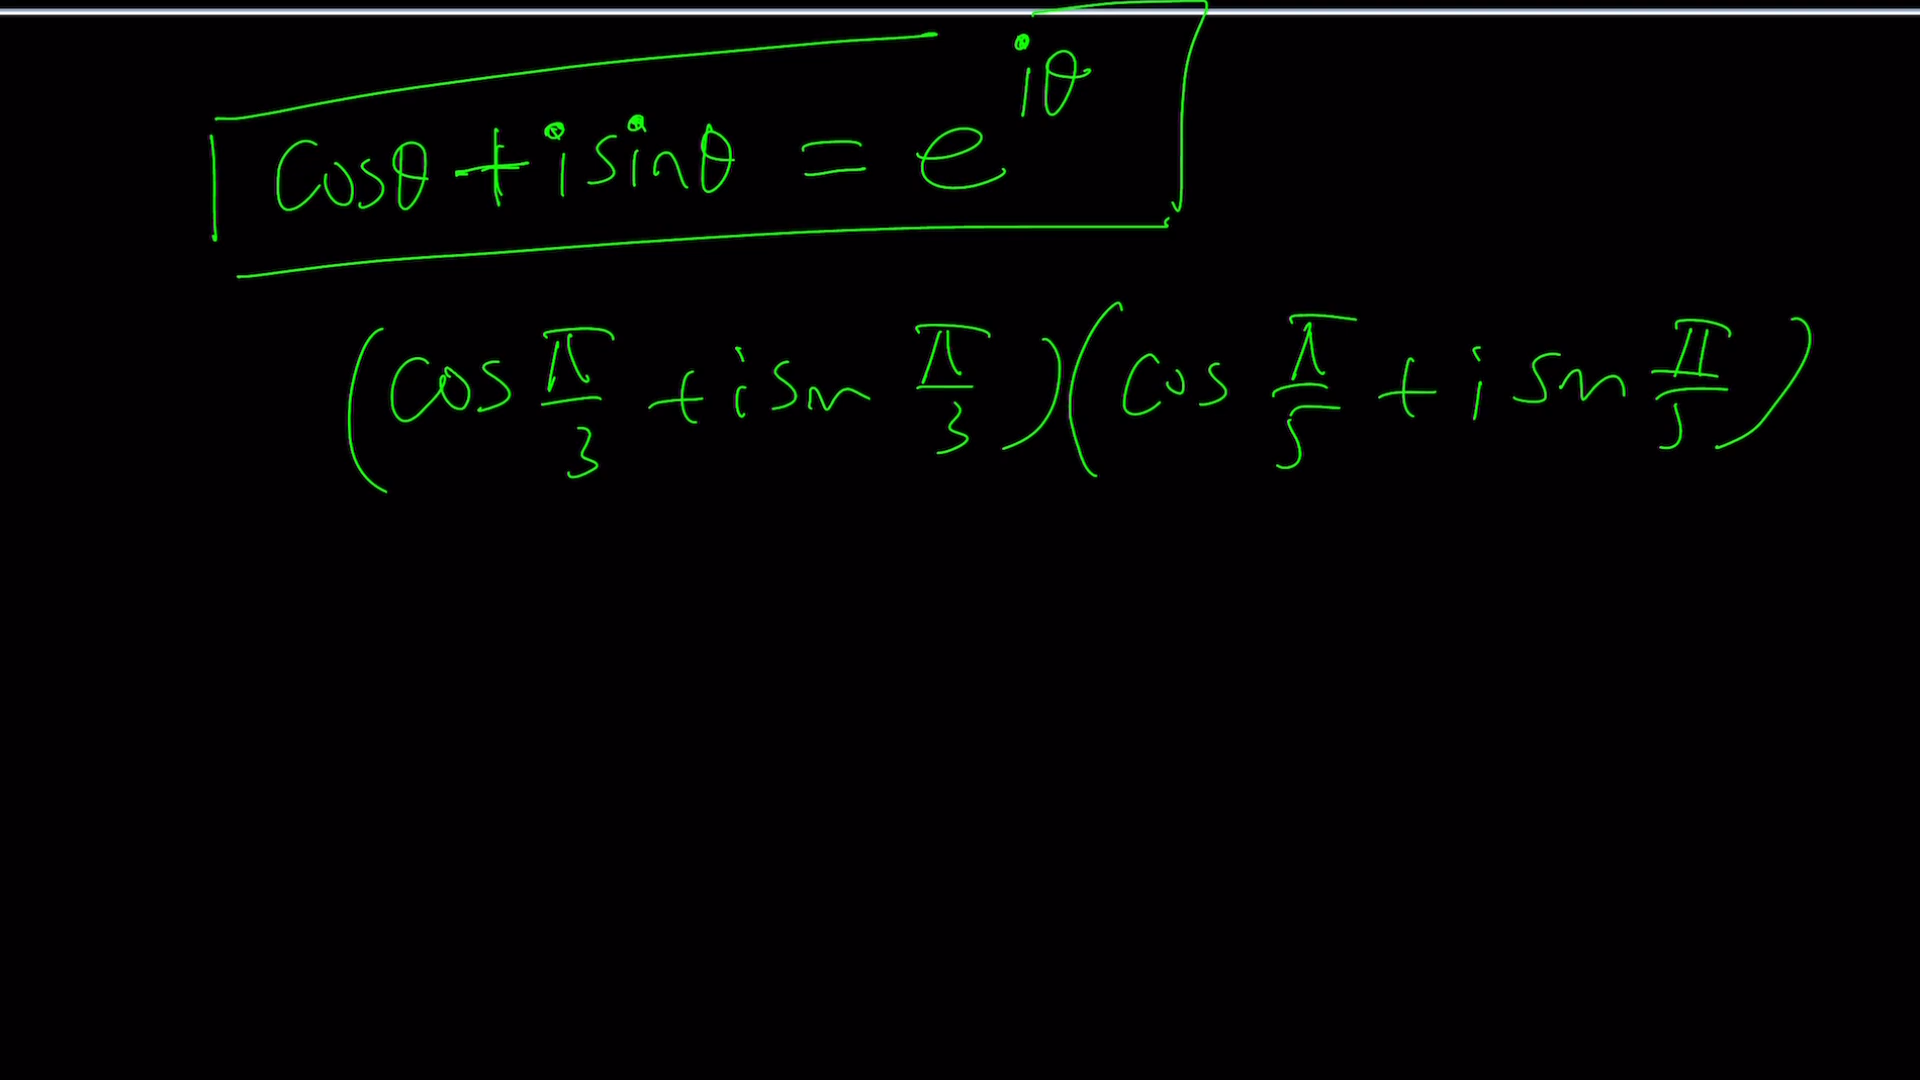 cosθ + i sinθ = e^{iθ}
(cos π/3 + i sin π/3)(cos π/5 + i sin π/5)